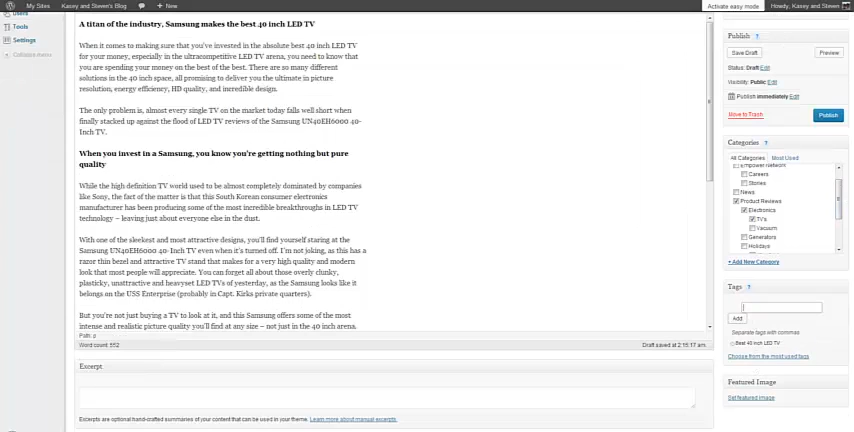 My Sites
Kasey and Steven's Blog
New
Activate easy mode
Howdy, Kasey and Steven
Users
Tools
Settings
Collapse menu
A titan of the industry, Samsung makes the best 40 inch LED TV
When it comes to making sure that you've invested in the absolute best 40 inch LED TV
for your money, especially in the ultracompetitive LED TV arena, you need to know that
you are spending your money on the best of the best. There are so many different
solutions in the 40 inch space, all promising to deliver you the ultimate in picture
resolution, energy efficiency, HD quality, and incredible design.
The only problem is, almost every single TV on the market today falls well short when
finally stacked up against the flood of LED TV reviews of the Samsung UN40EH6000 40-
Inch TV.
When you invest in a Samsung, you know you're getting nothing but pure
quality
While the high definition TV world used to be almost completely dominated by companies
like Sony, the fact of the matter is that this South Korean consumer electronics
manufacturer has been producing some of the most incredible breakthroughs in LED TV
technology – leaving just about everyone else in the dust.
With one of the sleekest and most attractive designs, you'll find yourself staring at the
Samsung UN40EH6000 40- Inch TV even when it's turned off. I'm not joking, as this has a
razor thin bezel and attractive TV stand that makes for a very high quality and modern
look that most people will appreciate. You can forget all about those overly clunky,
plasticky, unattractive and heavyset LED TVs of yesterday, as the Samsung looks like it
belongs on the USS Enterprise (probably in Capt. Kirks private quarters).
But you're not just buying a TV to look at it, and this Samsung offers some of the most
intense and realistic picture quality you'll find at any size – not just in the 40 inch arena.
Path: p
Word count: 552
Draft saved at 2:15:17 am.
Excerpt
Excerpts are optional hand-crafted summaries of your content that can be used in your theme. Learn more about manual excerpts.
Publish ?
Save Draft
Preview
Status: Draft Edit
Visibility: Public Edit
Publish immediately Edit
Move to Trash
Publish
Categories ?
All Categories
Most Used
Empower Network
Careers
Stories
News
Product Reviews
Electronics
TV's
Vacuum
Generators
Holidays
+ Add New Category
Tags ?
Add
Separate tags with commas
Best 40 inch LED TV
Choose from the most used tags
Featured Image
Set featured image